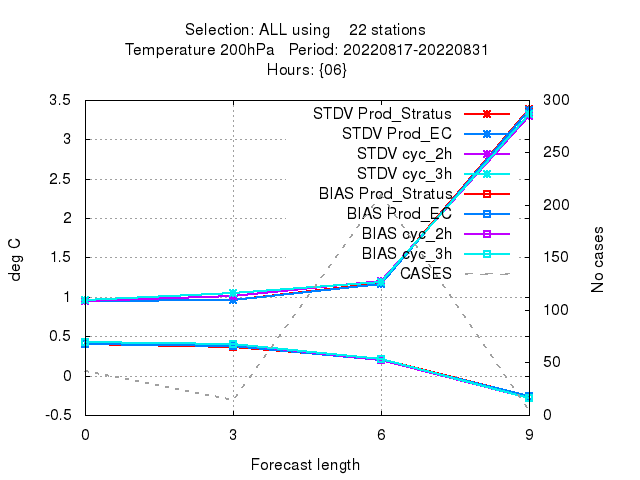 Selection: ALL using 22 stations
Temperature 200hPa Period: 20220817-20220831
Hours: {06}
3.5
3
2.5
2
1.5
1
0.5
0
-0.5
deg C
STDV Prod_Stratus
STDV Prod_EC
STDV cyc_2h
STDV cyc_3h
BIAS Prod_Stratus
BIAS Prod_EC
BIAS cyc_2h
BIAS cyc_3h
CASES
300
250
200
150
100
50
0
No cases
0 3 6 9
Forecast length